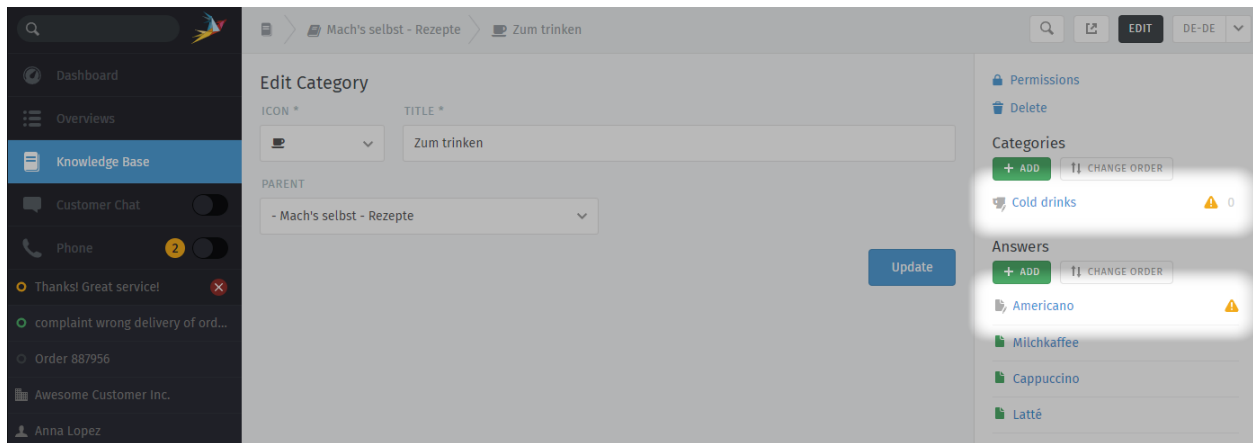 Mach's selbst - Rezepte
Zum trinken
EDIT
DE-DE
Dashboard
Overviews
Knowledge Base
Customer Chat
Phone
2
Thanks! Great service!
complaint wrong delivery of ord...
Order 887956
Awesome Customer Inc.
Anna Lopez
Edit Category
ICON *
TITLE *
Zum trinken
PARENT
- Mach's selbst - Rezepte
Update
Permissions
Delete
Categories
+ ADD
CHANGE ORDER
Cold drinks
0
Answers
+ ADD
CHANGE ORDER
Americano
Milchkaffee
Cappuccino
Latté